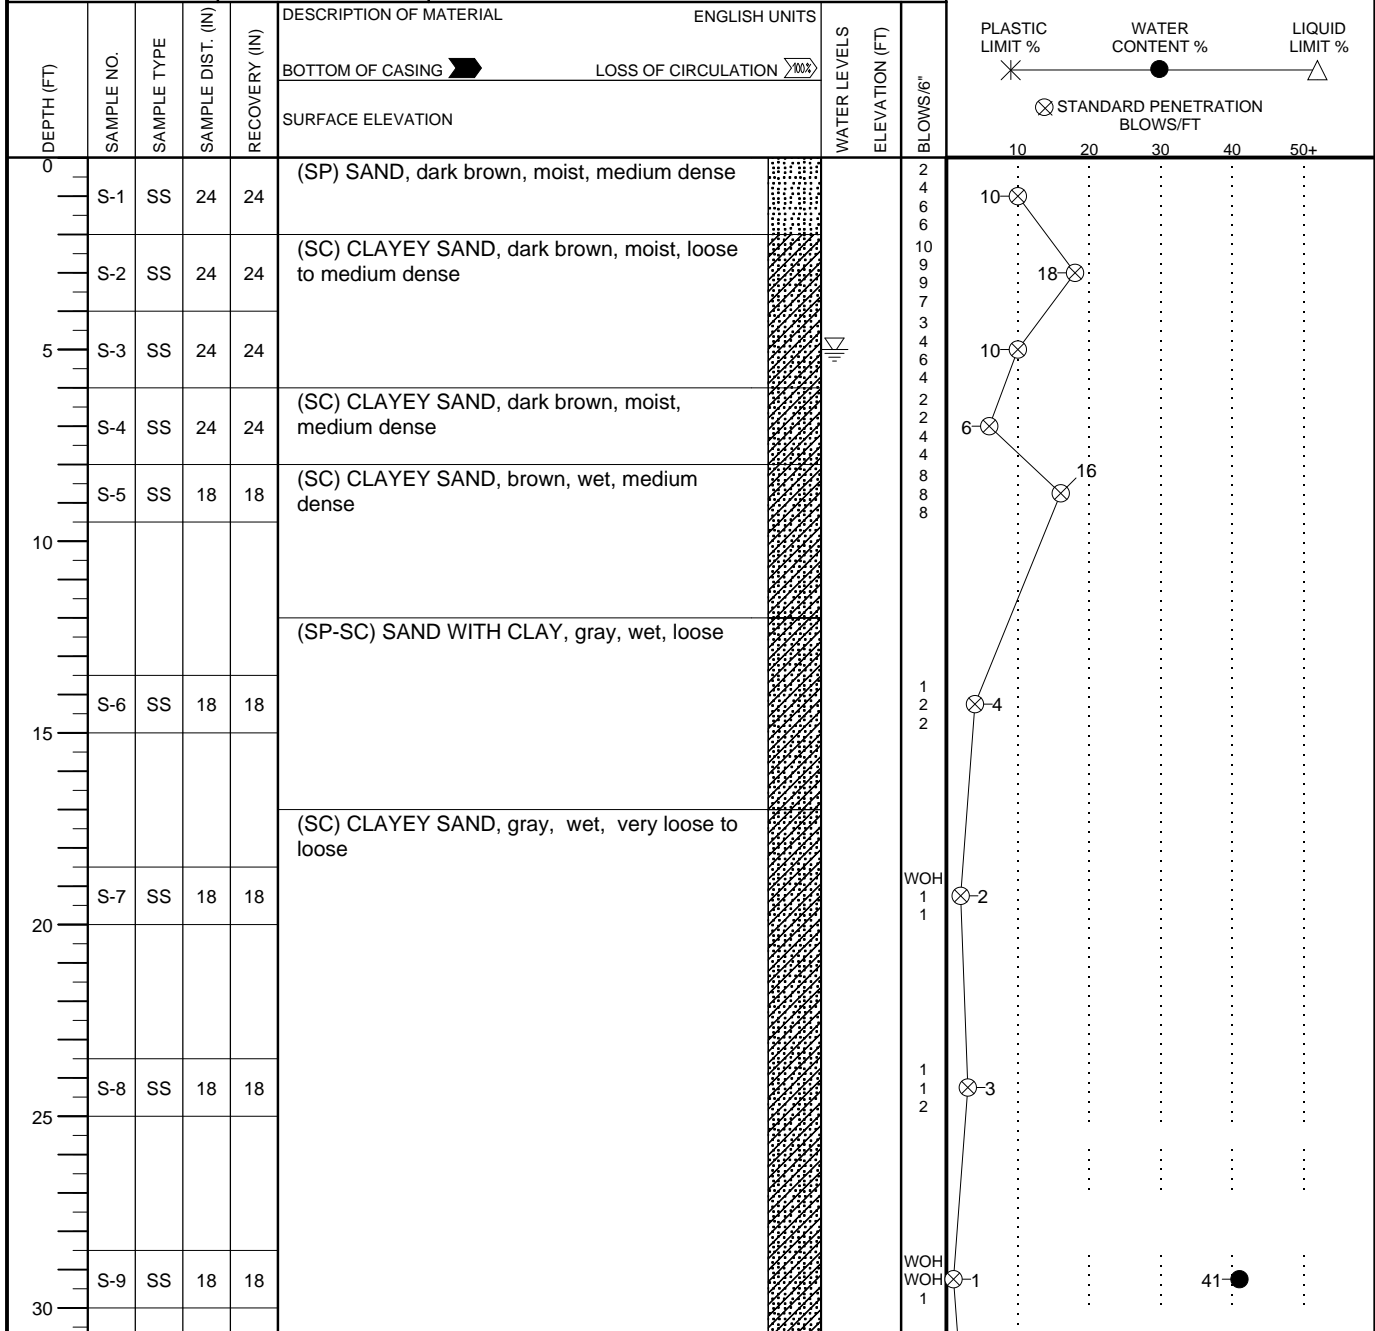 DESCRIPTION OF MATERIAL ENGLISH UNITS
BOTTOM OF CASING LOSS OF CIRCULATION 100%
SURFACE ELEVATION
DEPTH (FT)
SAMPLE NO.
SAMPLE TYPE
SAMPLE DIST. (IN)
RECOVERY (IN)
WATER LEVELS
ELEVATION (FT)
BLOWS/6"
PLASTIC LIMIT %
WATER CONTENT %
LIQUID LIMIT %
STANDARD PENETRATION
BLOWS/FT
10 20 30 40 50+
0
S-1 SS 24 24
(SP) SAND, dark brown, moist, medium dense
2
4
6
6
10
S-2 SS 24 24
(SC) CLAYEY SAND, dark brown, moist, loose
to medium dense
10
9
9
7
18
5
S-3 SS 24 24
3
4
6
4
10
S-4 SS 24 24
(SC) CLAYEY SAND, dark brown, moist,
medium dense
2
2
4
4
6
S-5 SS 18 18
(SC) CLAYEY SAND, brown, wet, medium
dense
8
8
8
16
10
(SP-SC) SAND WITH CLAY, gray, wet, loose
S-6 SS 18 18
1
2
2
4
15
(SC) CLAYEY SAND, gray, wet, very loose to
loose
S-7 SS 18 18
WOH
1
1
2
20
S-8 SS 18 18
1
1
2
3
25
S-9 SS 18 18
WOH
WOH
1
1
41
30